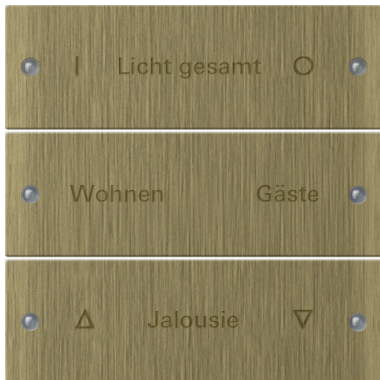 I Licht gesamt O
Wohnen Gäste
△ Jalousie ▽